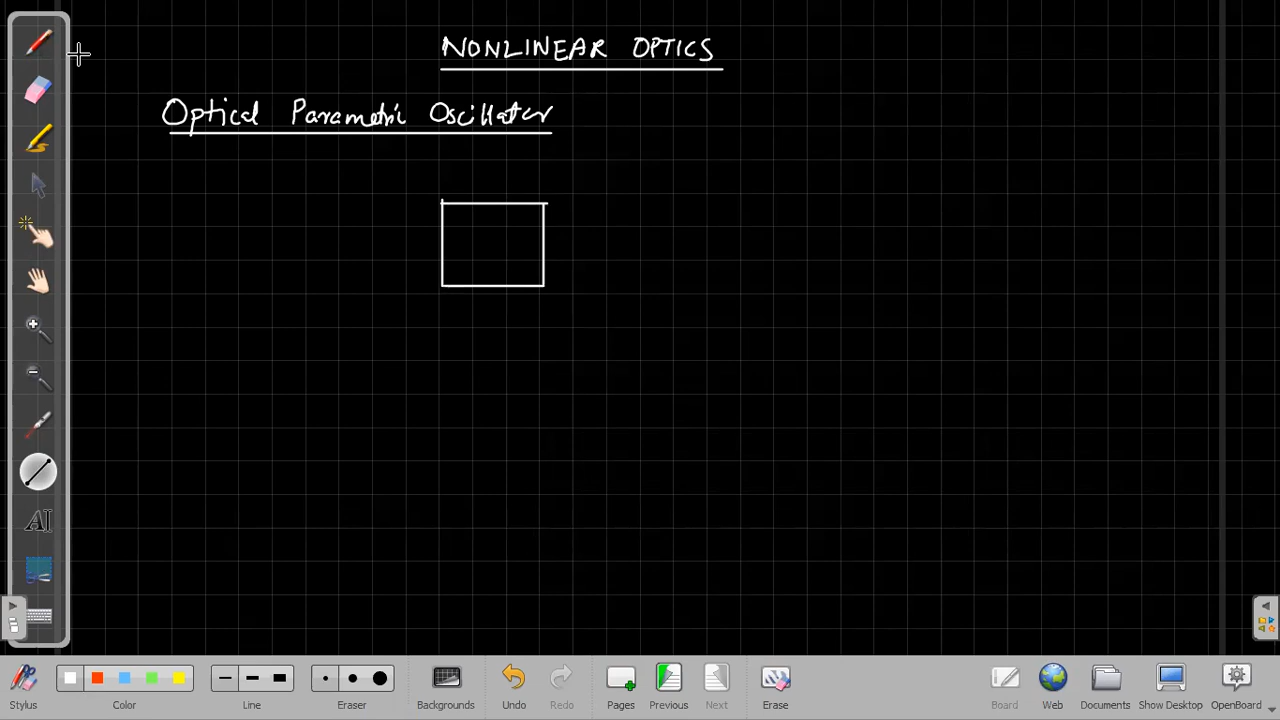 NONLINEAR OPTICS
Optical Parametric Oscillator
AI
Stylus
Color
Line
Eraser
Backgrounds
Undo
Redo
Pages
Previous
Next
Erase
Board
Web
Documents
Show Desktop
OpenBoard